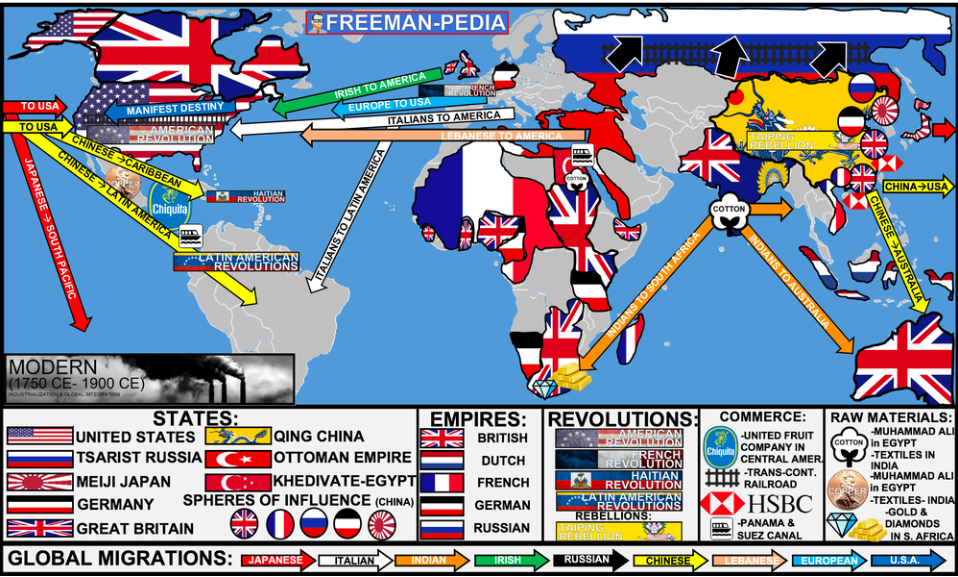 FREEMAN-PEDIA
IRISH TO AMERICA
FRENCH
REVOLUTION
TO USA
MANIFEST DESTINY
EUROPE TO USA
ITALIANS TO AMERICA
TO USA
AMERICAN
REVOLUTION
LEBANESE TO AMERICA
TAIPING
REBELLION
CHINESE → CARIBBEAN
CHINESE → LATIN AMERICA
JAPANESE → SOUTH PACIFIC
COPPER
Chiquita
HAITIAN
REVOLUTION
ITALIANS TO LATIN AMERICA
COTTON
COTTON
CHINA→USA
CHINESE → AUSTRALIA
LATIN AMERICAN
REVOLUTIONS
INDIANS TO SOUTH AFRICA
INDIANS TO AUSTRALIA
MODERN
(1750 CE- 1900 CE)
INDUSTRIALIZATION & GLOBAL INTEGRATION
STATES:
UNITED STATES
QING CHINA
TSARIST RUSSIA
OTTOMAN EMPIRE
MEIJI JAPAN
KHEDIVATE-EGYPT
GERMANY
SPHERES OF INFLUENCE (CHINA)
GREAT BRITAIN
EMPIRES:
BRITISH
DUTCH
FRENCH
GERMAN
RUSSIAN
REVOLUTIONS:
AMERICAN
REVOLUTION
FRENCH
REVOLUTION
HAITIAN
REVOLUTION
LATIN AMERICAN
REVOLUTIONS
REBELLIONS:
TAIPING
REBELLION
COMMERCE:
Chiquita
-UNITED FRUIT
COMPANY IN
CENTRAL AMER.
-TRANS-CONT.
RAILROAD
HSBC
-PANAMA &
SUEZ CANAL
RAW MATERIALS:
COTTON
-MUHAMMAD ALI
in EGYPT
-TEXTILES IN
INDIA
COPPER
-MUHAMMAD ALI
in EGYPT
-TEXTILES- INDIA
-GOLD &
DIAMONDS
IN S. AFRICA
GLOBAL MIGRATIONS:
JAPANESE
ITALIAN
INDIAN
IRISH
RUSSIAN
CHINESE
LEBANESE
EUROPEAN
U.S.A.